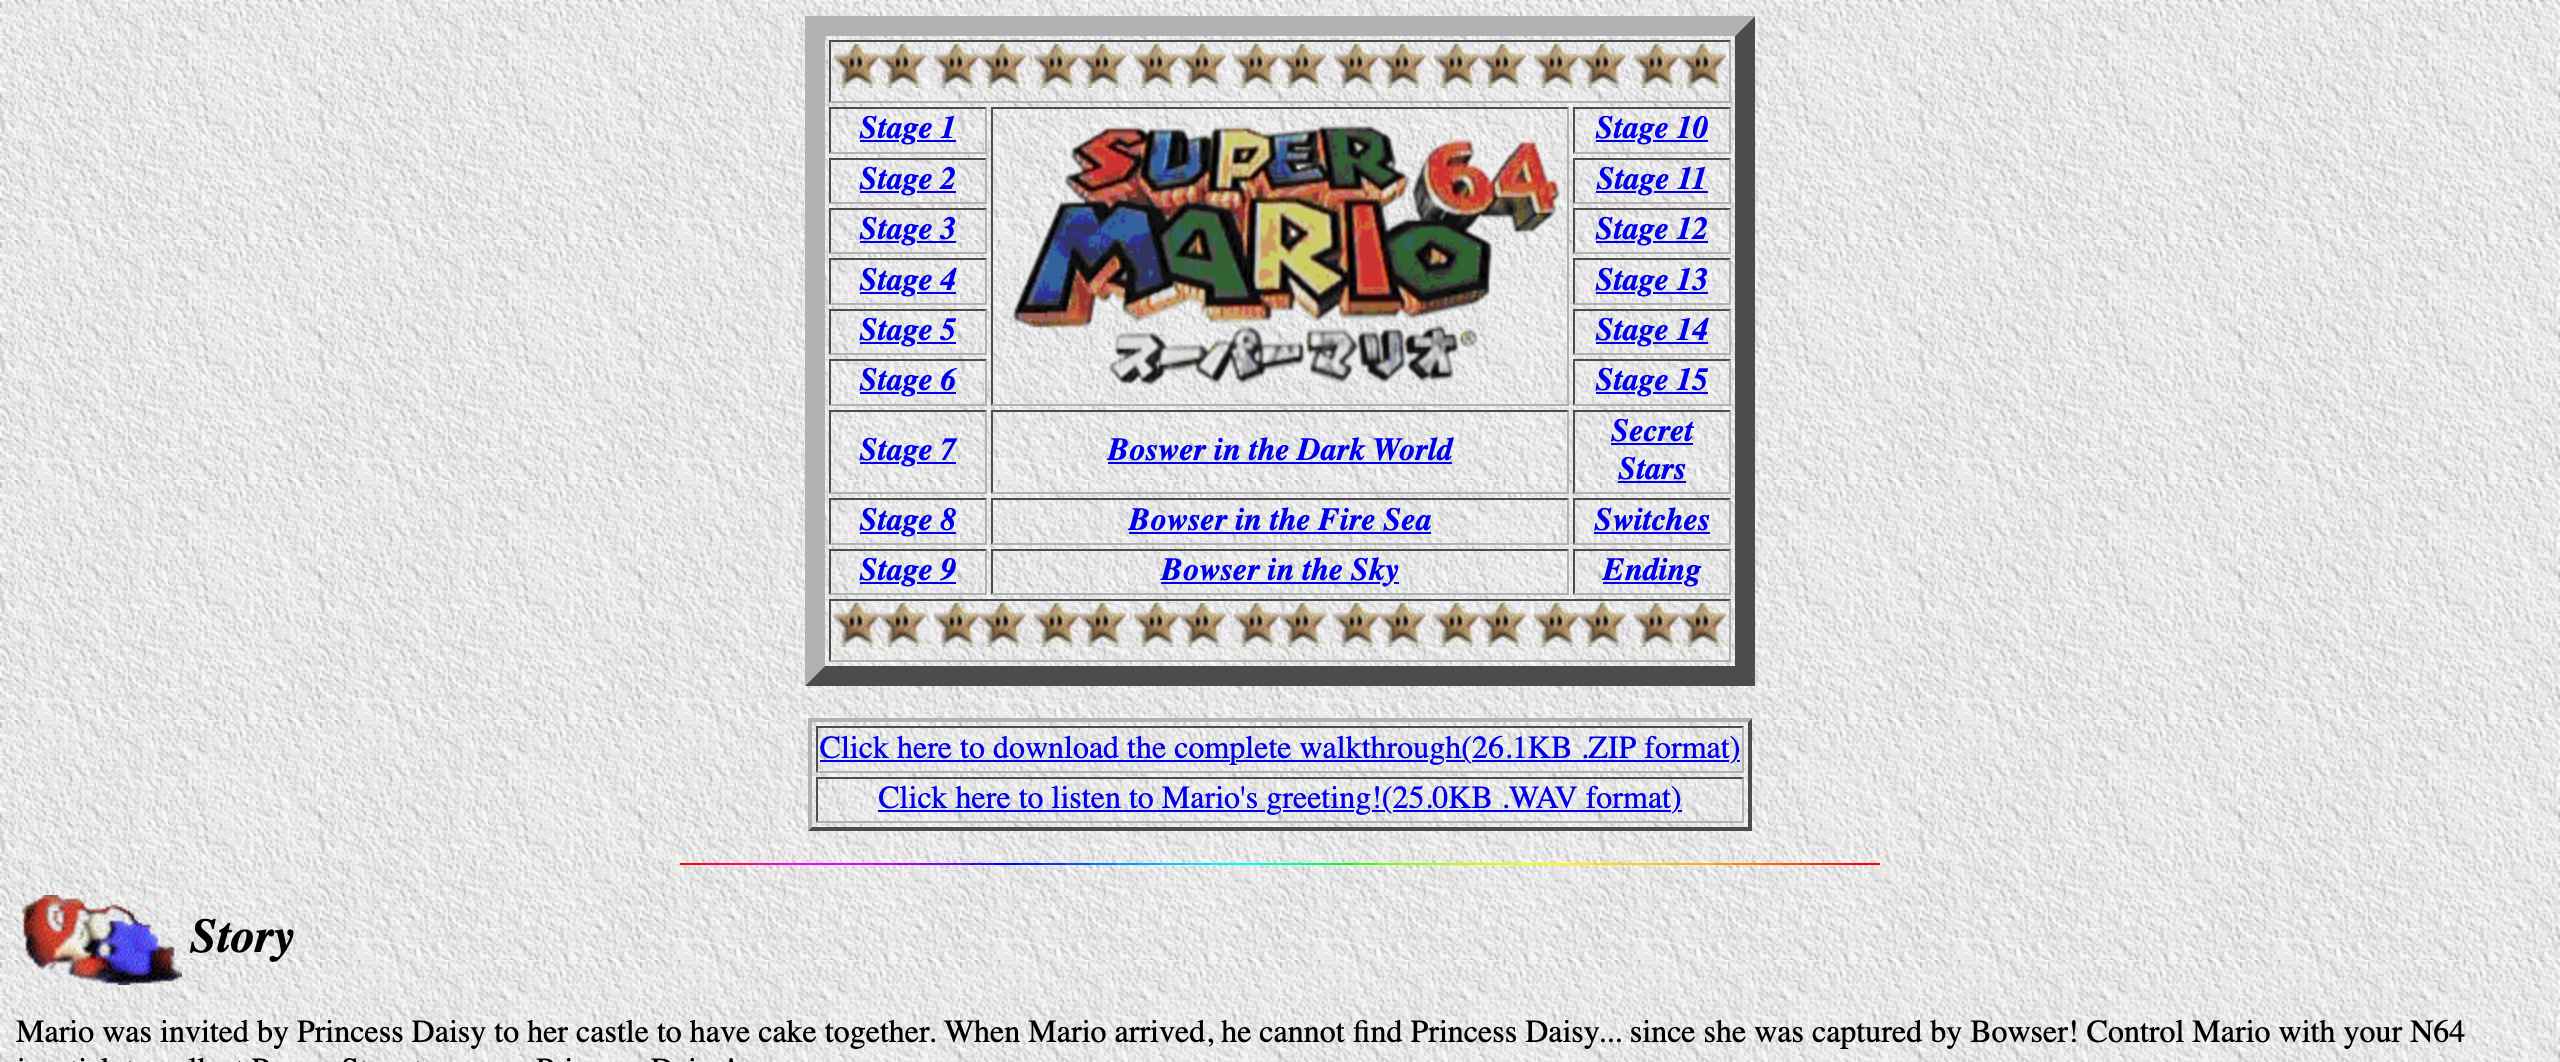 Stage 1
SUPER MARIO 64
スーパーマリオ®
Stage 10
Stage 2
Stage 11
Stage 3
Stage 12
Stage 4
Stage 13
Stage 5
Stage 14
Stage 6
Stage 15
Stage 7
Boswer in the Dark World
Secret
Stars
Stage 8
Bowser in the Fire Sea
Switches
Stage 9
Bowser in the Sky
Ending
Click here to download the complete walkthrough(26.1KB .ZIP format)
Click here to listen to Mario's greeting!(25.0KB .WAV format)
Story
Mario was invited by Princess Daisy to her castle to have cake together. When Mario arrived, he cannot find Princess Daisy... since she was captured by Bowser! Control Mario with your N64